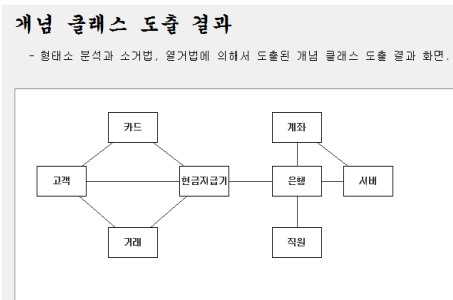 개념 클래스 도출 결과
- 형태소 분석과 소거법, 열거법에 의해서 도출된 개념 클래스 도출 결과 화면.
카드
계좌
고객
현금지급기
은행
서버
거래
직원